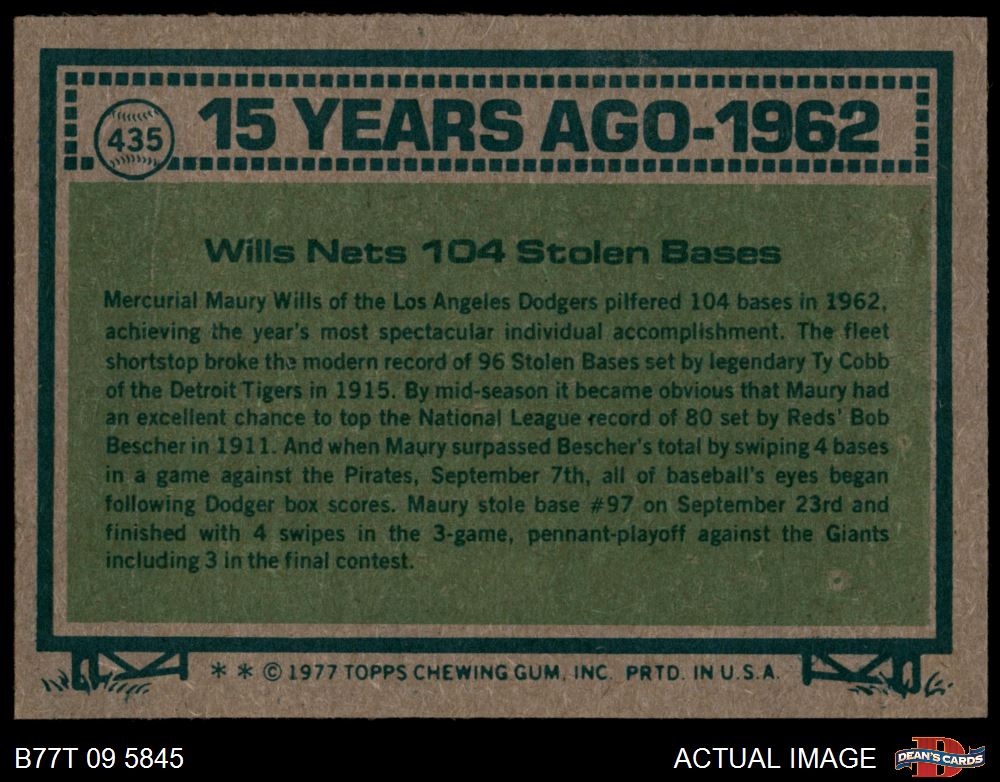 435
15 YEARS AGO-1962
Wills Nets 104 Stolen Bases
Mercurial Maury Wills of the Los Angeles Dodgers pilfered 104 bases in 1962,
achieving the year's most spectacular individual accomplishment. The fleet
shortstop broke the modern record of 96 Stolen Bases set by legendary Ty Cobb
of the Detroit Tigers in 1915. By mid-season it became obvious that Maury had
an excellent chance to top the National League record of 80 set by Reds' Bob
Bescher in 1911. And when Maury surpassed Bescher's total by swiping 4 bases
in a game against the Pirates, September 7th, all of baseball's eyes began
following Dodger box scores. Maury stole base #97 on September 23rd and
finished with 4 swipes in the 3-game, pennant-playoff against the Giants
including 3 in the final contest.
* * © 1977 TOPPS CHEWING GUM, INC. PRTD. IN U.S.A.
B77T 09 5845
ACTUAL IMAGE
D
DEAN'S CARDS